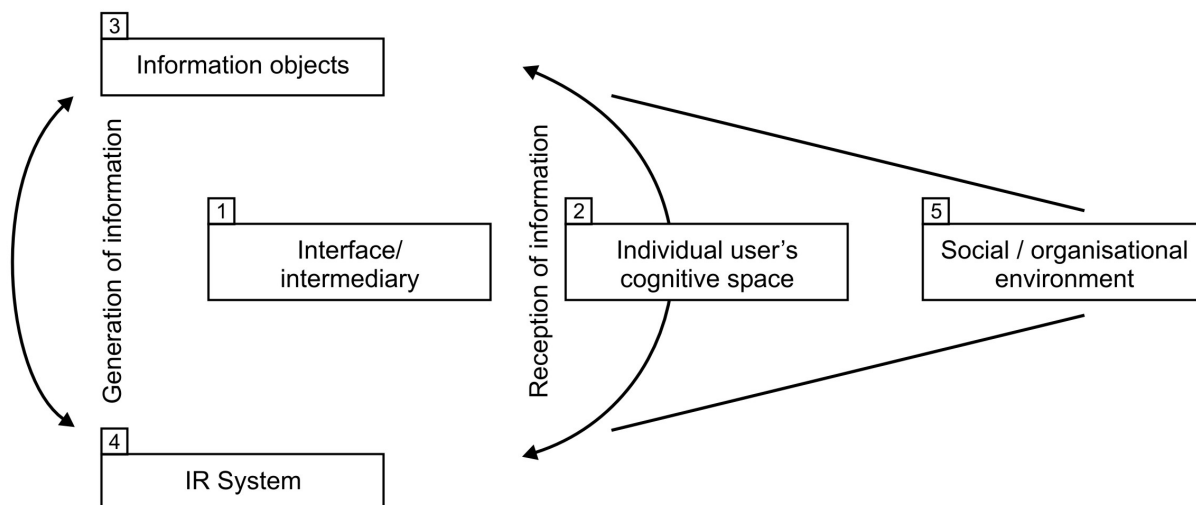 3
Information objects
Generation of information
1
Interface/
intermediary
Reception of information
2
Individual user’s
cognitive space
5
Social / organisational
environment
4
IR System